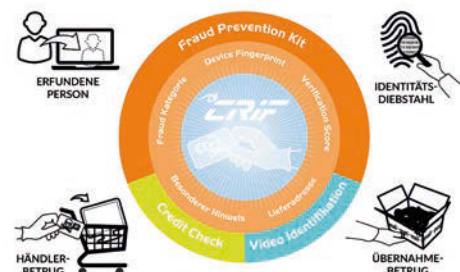 Fraud Prevention Kit
Device Fingerprint
Fraud Kategorie
Verification Score
CRIF
Besonderer Hinweis
Lieferadresse
Credit Check
Video Identifikation
ERFUNDENE
PERSON
IDENTITÄTS-
DIEBSTAHL
HÄNDLER-
BETRUG
ÜBERNAHME-
BETRUG